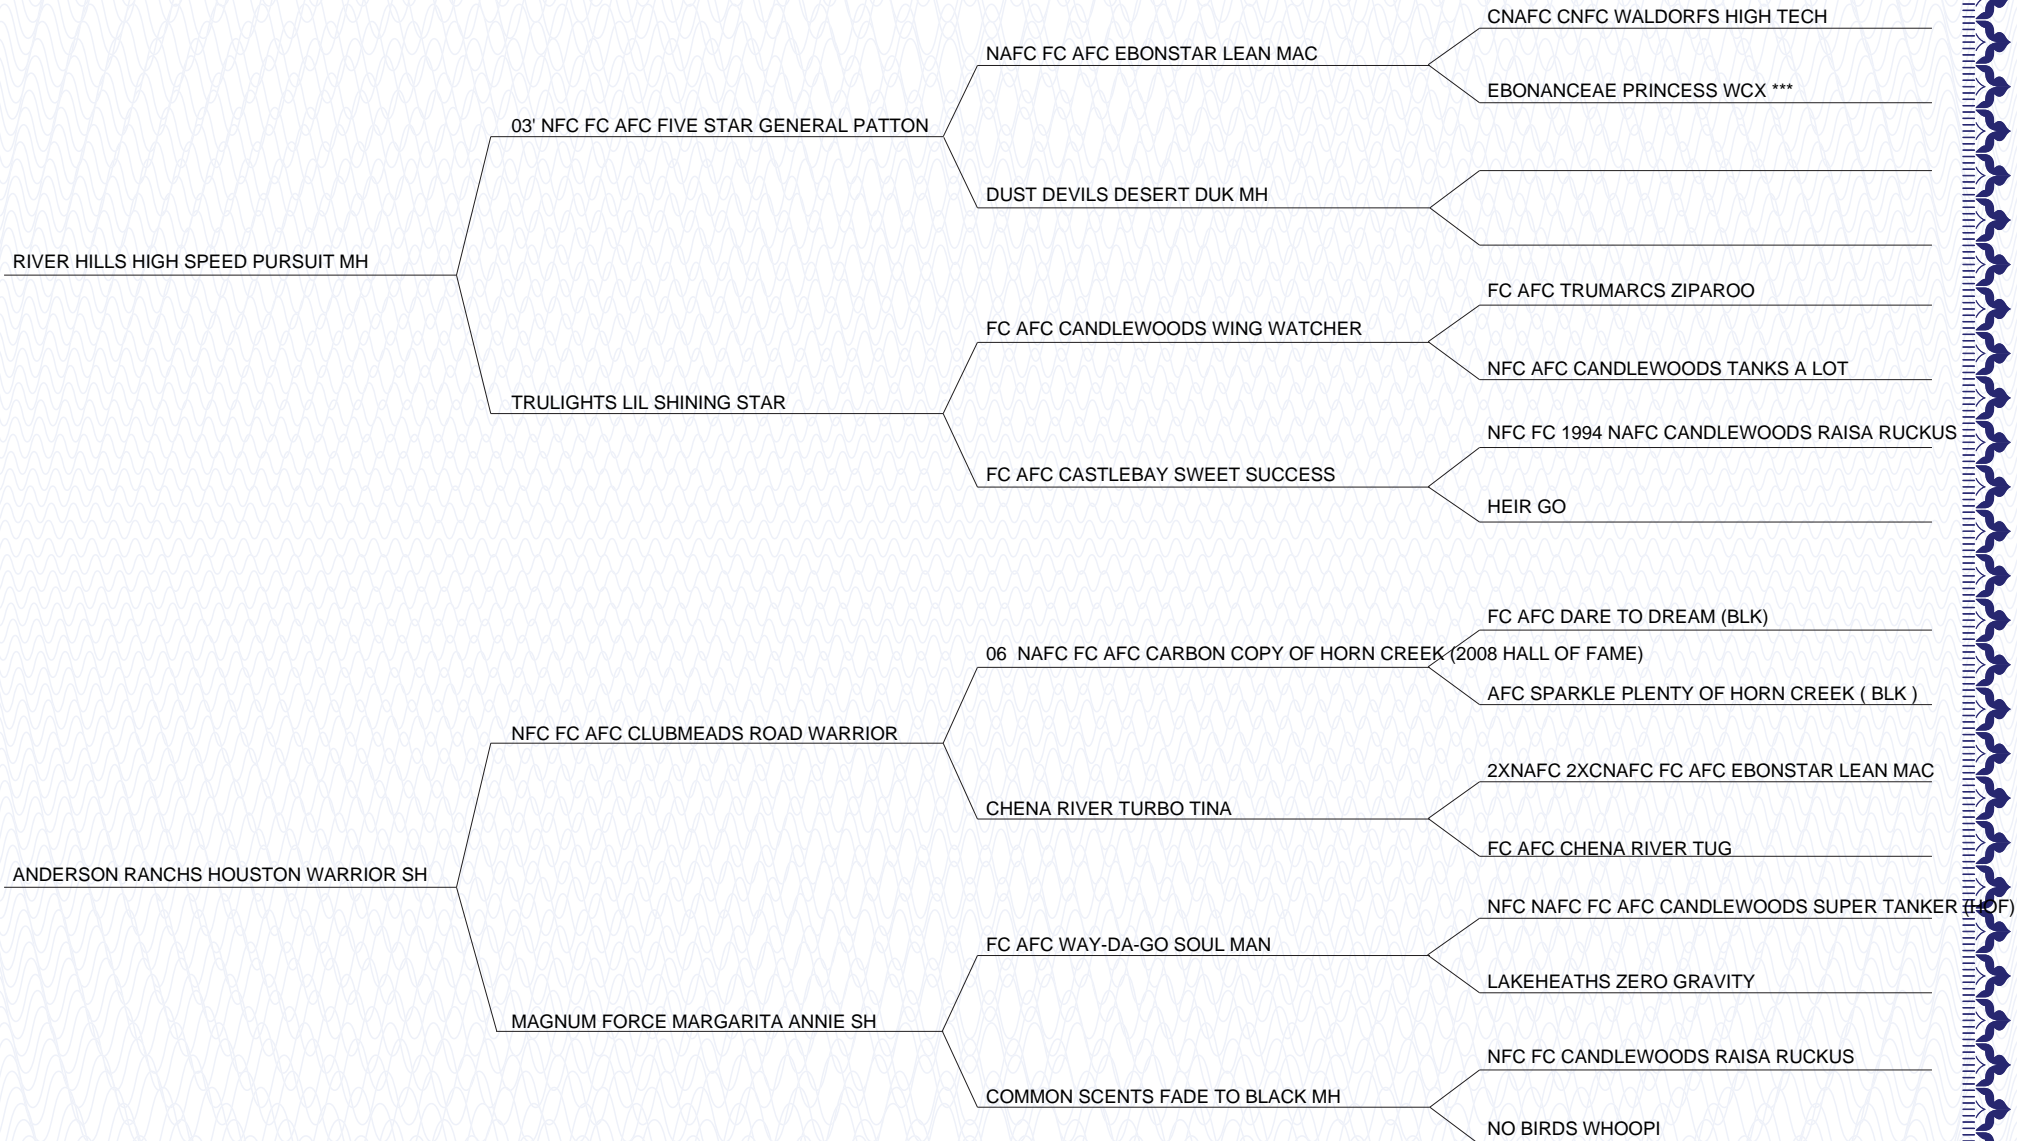 CNAFC CNFC WALDORFS HIGH TECH
NAFC FC AFC EBONSTAR LEAN MAC
EBONANCEAE PRINCESS WCX ***
03' NFC FC AFC FIVE STAR GENERAL PATTON
DUST DEVILS DESERT DUK MH
RIVER HILLS HIGH SPEED PURSUIT MH
FC AFC TRUMARCS ZIPAROO
FC AFC CANDLEWOODS WING WATCHER
NFC AFC CANDLEWOODS TANKS A LOT
TRULIGHTS LIL SHINING STAR
NFC FC 1994 NAFC CANDLEWOODS RAISA RUCKUS
FC AFC CASTLEBAY SWEET SUCCESS
HEIR GO
FC AFC DARE TO DREAM (BLK)
06  NAFC FC AFC CARBON COPY OF HORN CREEK (2008 HALL OF FAME)
AFC SPARKLE PLENTY OF HORN CREEK ( BLK )
NFC FC AFC CLUBMEADS ROAD WARRIOR
2XNAFC 2XCNAFC FC AFC EBONSTAR LEAN MAC
CHENA RIVER TURBO TINA
FC AFC CHENA RIVER TUG
ANDERSON RANCHS HOUSTON WARRIOR SH
NFC NAFC FC AFC CANDLEWOODS SUPER TANKER (HOF)
FC AFC WAY-DA-GO SOUL MAN
LAKEHEATHS ZERO GRAVITY
MAGNUM FORCE MARGARITA ANNIE SH
NFC FC CANDLEWOODS RAISA RUCKUS
COMMON SCENTS FADE TO BLACK MH
NO BIRDS WHOOPI